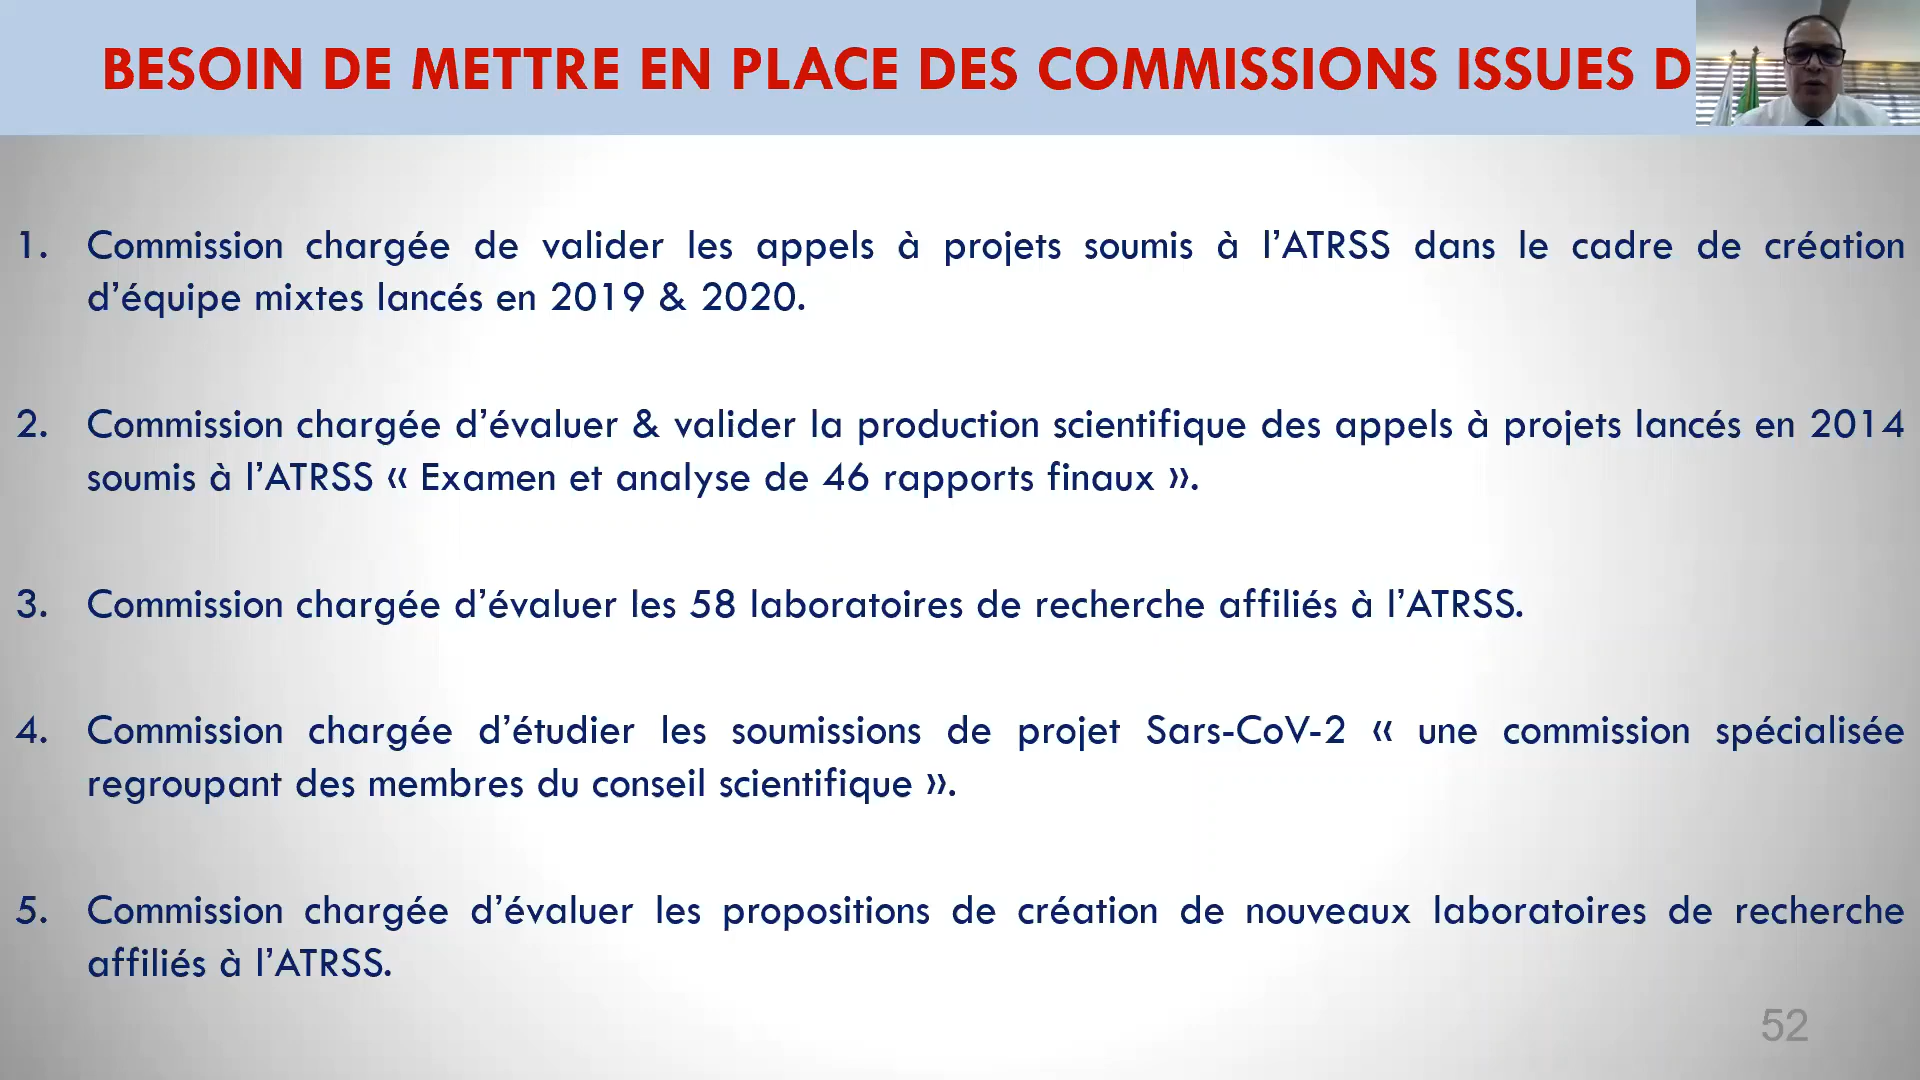 BESOIN DE METTRE EN PLACE DES COMMISSIONS ISSUES D
1. Commission chargée de valider les appels à projets soumis à l’ATRSS dans le cadre de création
d’équipe mixtes lancés en 2019 & 2020.
2. Commission chargée d’évaluer & valider la production scientifique des appels à projets lancés en 2014
soumis à l’ATRSS « Examen et analyse de 46 rapports finaux ».
3. Commission chargée d’évaluer les 58 laboratoires de recherche affiliés à l’ATRSS.
4. Commission chargée d’étudier les soumissions de projet Sars-CoV-2 « une commission spécialisée
regroupant des membres du conseil scientifique ».
5. Commission chargée d’évaluer les propositions de création de nouveaux laboratoires de recherche
affiliés à l’ATRSS.
52